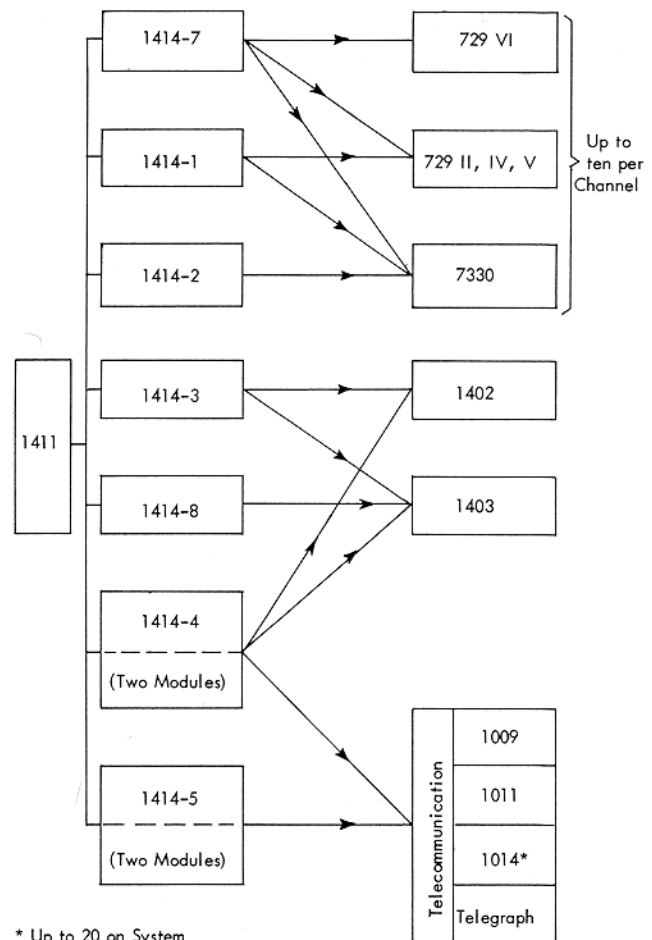 1414-7
729 VI
1414-1
729 II, IV, V
Up to
ten per
Channel
1414-2
7330
1411
1414-3
1402
1414-8
1403
1414-4
(Two Modules)
1414-5
(Two Modules)
Telecommunication
1009
1011
1014*
Telegraph
* Up to 20 on System